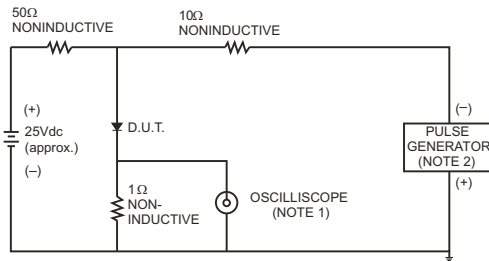 50Ω
NONINDUCTIVE
10Ω
NONINDUCTIVE
(+)
25Vdc
(approx.)
(–)
D.U.T.
1Ω
NON-
INDUCTIVE
OSCILLISCOPE
(NOTE 1)
(–)
PULSE
GENERATOR
(NOTE 2)
(+)